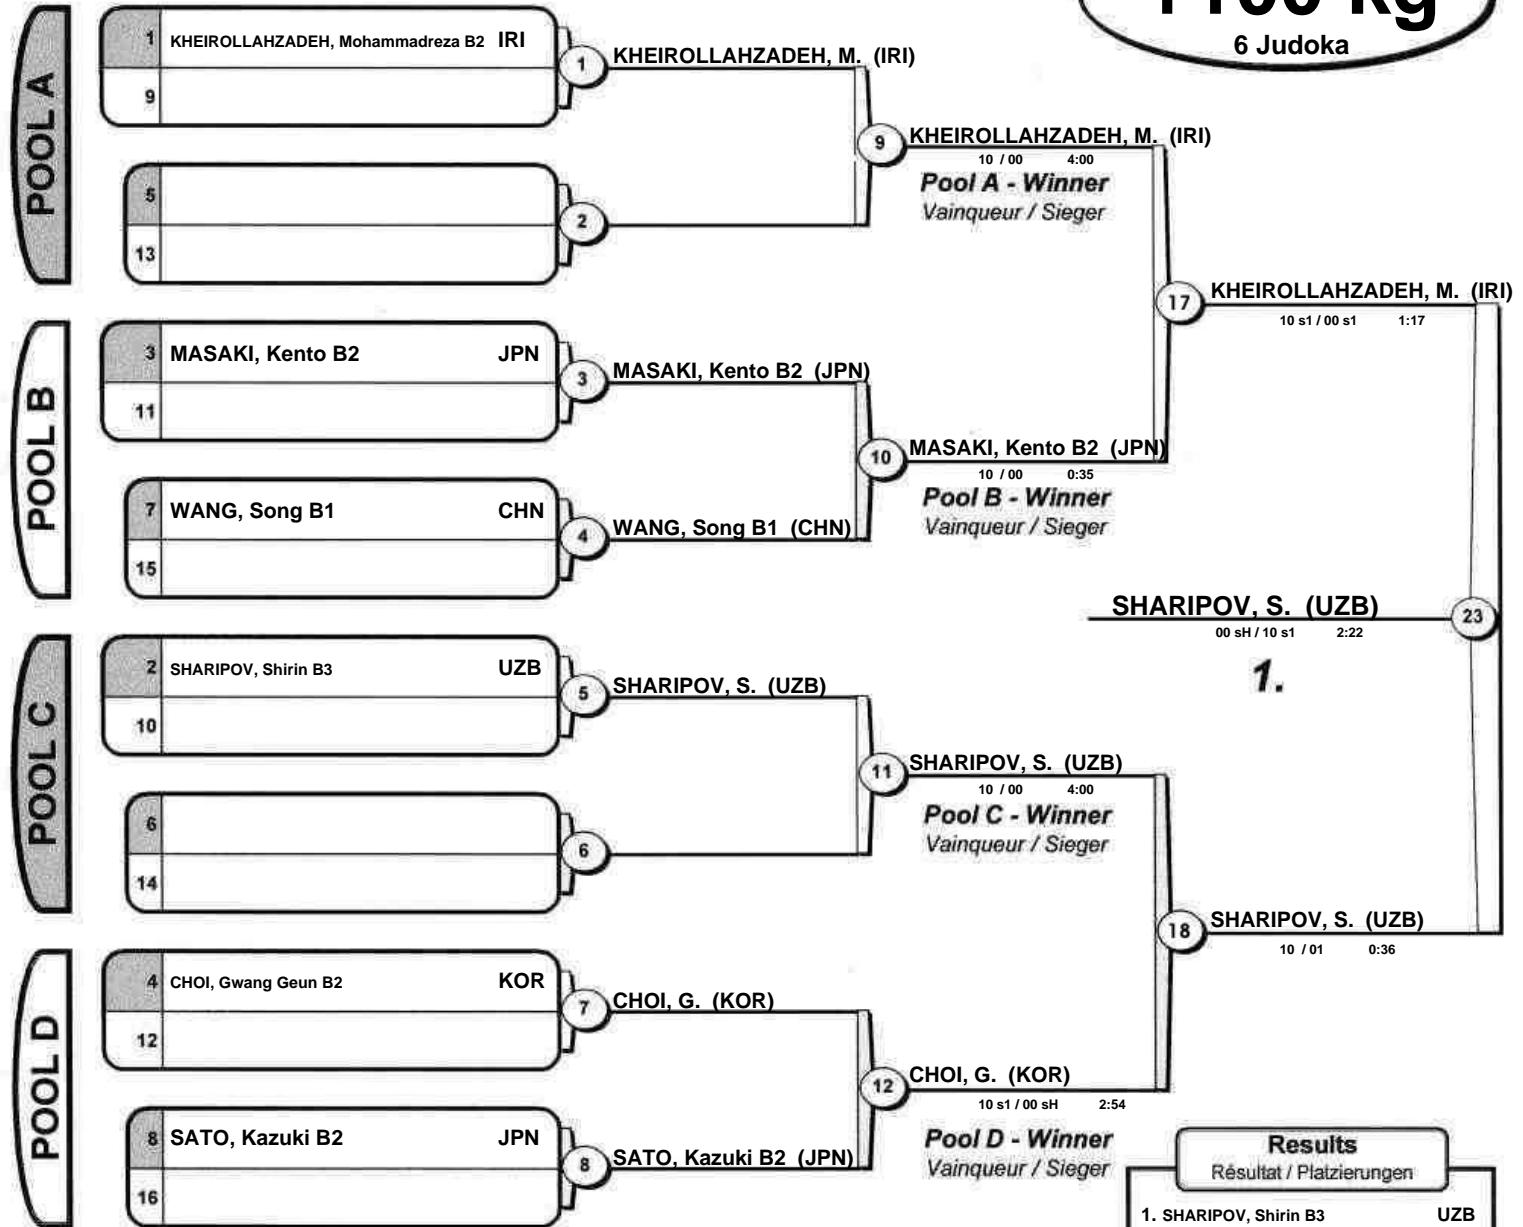 6 Judoka
POOL A
1 KHEIROLLAHZADEH, Mohammadreza B2 IRI
9
1 KHEIROLLAHZADEH, M. (IRI)
5
13
2
9 KHEIROLLAHZADEH, M. (IRI)
10 / 00 4:00
Pool A - Winner
Vainqueur / Sieger
POOL B
3 MASAKI, Kento B2 JPN
11
3 MASAKI, Kento B2 (JPN)
7 WANG, Song B1 CHN
15
4 WANG, Song B1 (CHN)
10 MASAKI, Kento B2 (JPN)
10 / 00 0:35
Pool B - Winner
Vainqueur / Sieger
17 KHEIROLLAHZADEH, M. (IRI)
10 s1 / 00 s1 1:17
SHARIPOV, S. (UZB) 23
00 sH / 10 s1 2:22
1.
POOL C
2 SHARIPOV, Shirin B3 UZB
10
5 SHARIPOV, S. (UZB)
6
14
6
11 SHARIPOV, S. (UZB)
10 / 00 4:00
Pool C - Winner
Vainqueur / Sieger
18 SHARIPOV, S. (UZB)
10 / 01 0:36
POOL D
4 CHOI, Gwang Geun B2 KOR
12
7 CHOI, G. (KOR)
8 SATO, Kazuki B2 JPN
16
8 SATO, Kazuki B2 (JPN)
12 CHOI, G. (KOR)
10 s1 / 00 sH 2:54
Pool D - Winner
Vainqueur / Sieger
Results
Résultat / Platzierungen
1. SHARIPOV, Shirin B3 UZB